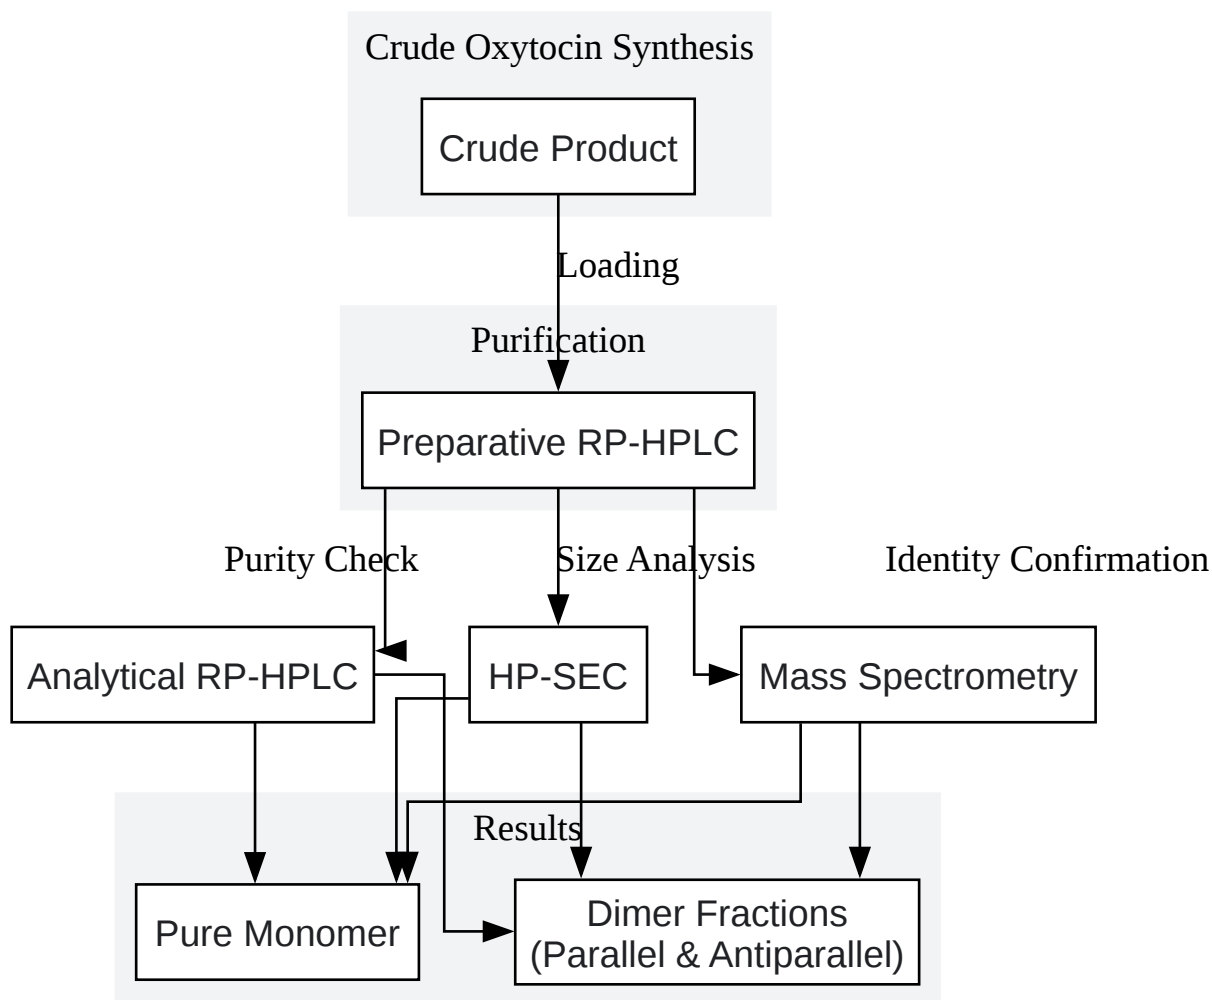 Crude Oxytocin Synthesis
Crude Product
Loading
Purification
Preparative RP-HPLC
Purity Check
Size Analysis
Identity Confirmation
Analytical RP-HPLC
HP-SEC
Mass Spectrometry
Results
Pure Monomer
Dimer Fractions
(Parallel & Antiparallel)